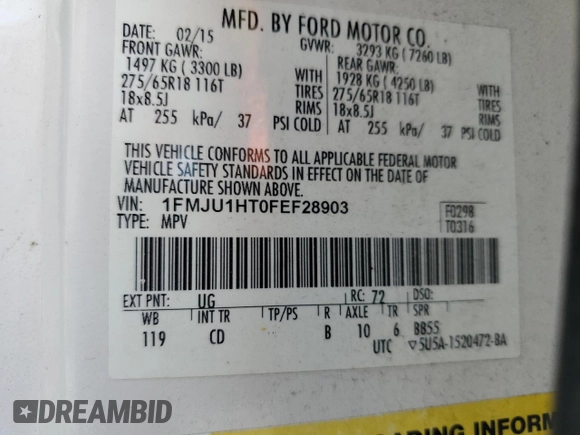 MFD. BY FORD MOTOR CO.
DATE: 02/15
GVWR: 3293 KG ( 7260 LB)
FRONT GAWR:
REAR GAWR:
1497 KG ( 3300 LB)
1928 KG ( 4250 LB)
WITH
WITH
275/65R18 116T
TIRES
275/65R18 116T
TIRES
18x8.5J
RIMS
18x8.5J
RIMS
AT 255 kPa/ 37 PSI COLD
AT 255 kPa/ 37 PSI COLD
THIS VEHICLE CONFORMS TO ALL APPLICABLE FEDERAL MOTOR
VEHICLE SAFETY STANDARDS IN EFFECT ON THE DATE OF
MANUFACTURE SHOWN ABOVE.
VIN: 1FMJU1HT0FEF28903
F0298
TYPE: MPV
T0316
EXT PNT: UG
RC: 72
DSO:
WB
INT TR
TP/PS
R
AXLE
TR
SPR
119
CD
B
10
6
BB55
UTC ▽5U5A-1520472-BA
DREAMBID
ADING INFORM